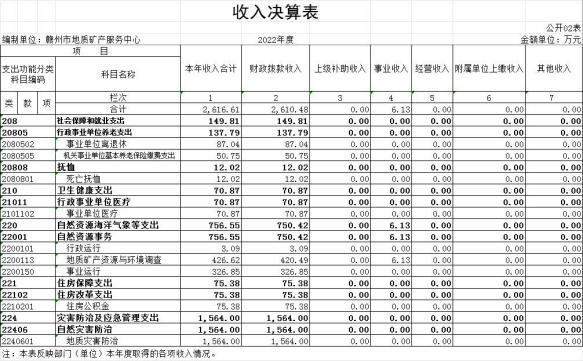 收入决算表
公开02表
编制单位：赣州市地质矿产服务中心 2022年度 金额单位：万元
项 目 本年收入合计 财政拨款收入 上级补助收入 事业收入 经营收入 附属单位上缴收入 其他收入
支出功能分类科目编码 科目名称
类 款 项 栏次 1 2 3 4 5 6 7
合计 2,616.61 2,610.48 0.00 6.13 0.00 0.00 0.00
208 社会保障和就业支出 149.81 149.81 0.00 0.00 0.00 0.00 0.00
20805 行政事业单位养老支出 137.79 137.79 0.00 0.00 0.00 0.00 0.00
2080502 事业单位离退休 87.04 87.04 0.00 0.00 0.00 0.00 0.00
2080505 机关事业单位基本养老保险缴费支出 50.75 50.75 0.00 0.00 0.00 0.00 0.00
20808 抚恤 12.02 12.02 0.00 0.00 0.00 0.00 0.00
2080801 死亡抚恤 12.02 12.02 0.00 0.00 0.00 0.00 0.00
210 卫生健康支出 70.87 70.87 0.00 0.00 0.00 0.00 0.00
21011 行政事业单位医疗 70.87 70.87 0.00 0.00 0.00 0.00 0.00
2101102 事业单位医疗 70.87 70.87 0.00 0.00 0.00 0.00 0.00
220 自然资源海洋气象等支出 756.55 750.42 0.00 6.13 0.00 0.00 0.00
22001 自然资源事务 756.55 750.42 0.00 6.13 0.00 0.00 0.00
2200101 行政运行 3.09 3.09 0.00 0.00 0.00 0.00 0.00
2200113 地质矿产资源与环境调查 426.62 420.49 0.00 6.13 0.00 0.00 0.00
2200150 事业运行 326.85 326.85 0.00 0.00 0.00 0.00 0.00
221 住房保障支出 75.38 75.38 0.00 0.00 0.00 0.00 0.00
22102 住房改革支出 75.38 75.38 0.00 0.00 0.00 0.00 0.00
2210201 住房公积金 75.38 75.38 0.00 0.00 0.00 0.00 0.00
224 灾害防治及应急管理支出 1,564.00 1,564.00 0.00 0.00 0.00 0.00 0.00
22406 自然灾害防治 1,564.00 1,564.00 0.00 0.00 0.00 0.00 0.00
2240601 地质灾害防治 1,564.00 1,564.00 0.00 0.00 0.00 0.00 0.00
注：本表反映部门（单位）本年度取得的各项收入情况。